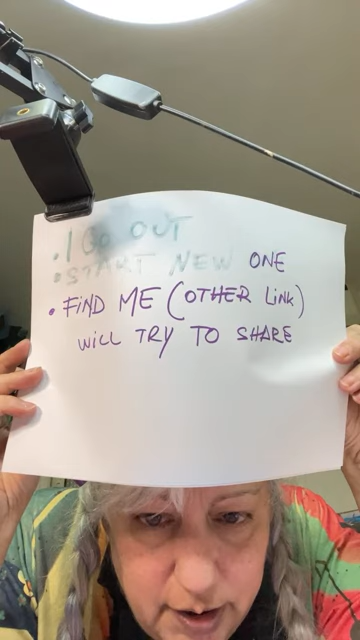 • I GO OUT
• START NEW ONE
• FIND ME (OTHER LINK)
WILL TRY TO SHARE